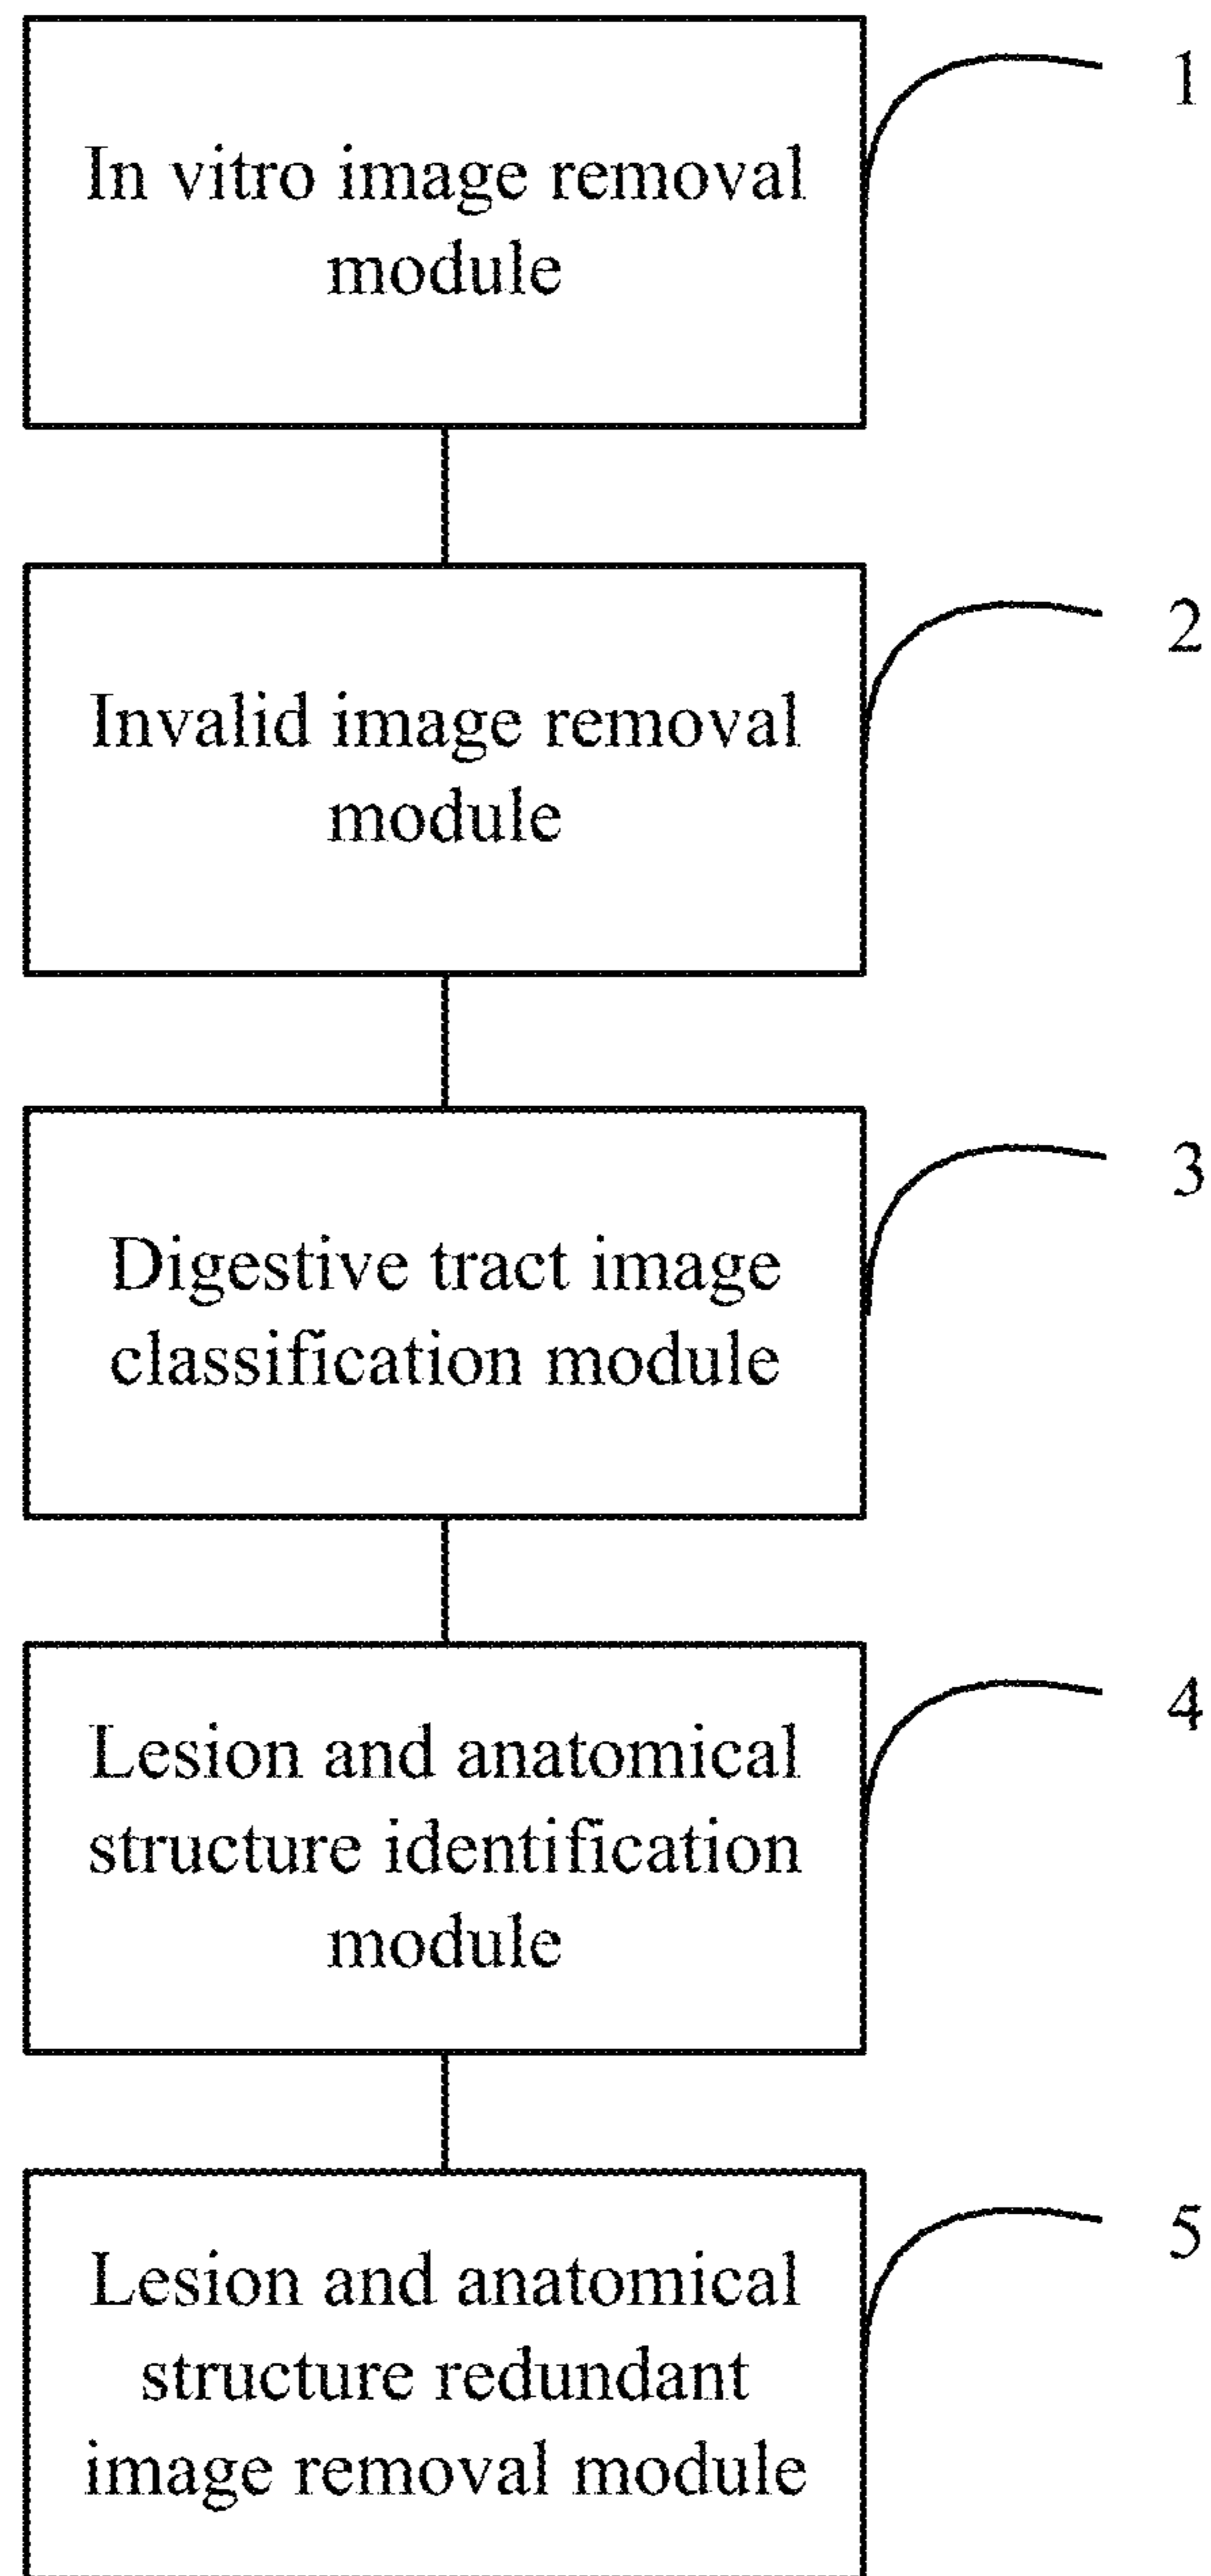 In vitro image removal
module
1
Invalid image removal
module
2
Digestive tract image
classification module
3
Lesion and anatomical
structure identification
module
4
Lesion and anatomical
structure redundant
image removal module
5